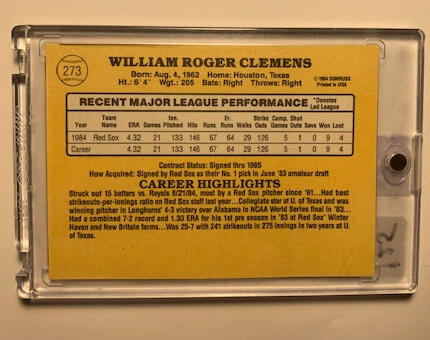 273
WILLIAM ROGER CLEMENS
Born: Aug. 4, 1962 Home: Houston, Texas
Ht.: 6'4" Wgt.: 205 Bats: Right Throws: Right
© 1984 DONRUSS
Printed in USA
RECENT MAJOR LEAGUE PERFORMANCE *Denotes Led League
Year Team Name ERA Games Inn. Pitched Hits Runs Er. Runs Walks Strike Outs Comp. Games Shut Outs Save Won Lost
1984 Red Sox 4.32 21 133 146 67 64 29 126 5 1 0 9 4
Career 4.32 21 133 146 67 64 29 126 5 1 0 9 4
Contract Status: Signed thru 1985
How Acquired: Signed by Red Sox as their No. 1 pick in June '83 amateur draft
CAREER HIGHLIGHTS
Struck out 15 batters vs. Royals 8/21/84, most by a Red Sox pitcher since '61...Had best
strikeouts-per-innings ratio on Red Sox staff last year...Collegiate star at U. of Texas and was
winning pitcher in Longhorns' 4-3 victory over Alabama in NCAA World Series final in '83...
Had a combined 7-2 record and 1.33 ERA for his 1st pro season in '83 at Red Sox' Winter
Haven and New Britain farms...Was 25-7 with 241 strikeouts in 275 innings in two years at U.
of Texas.